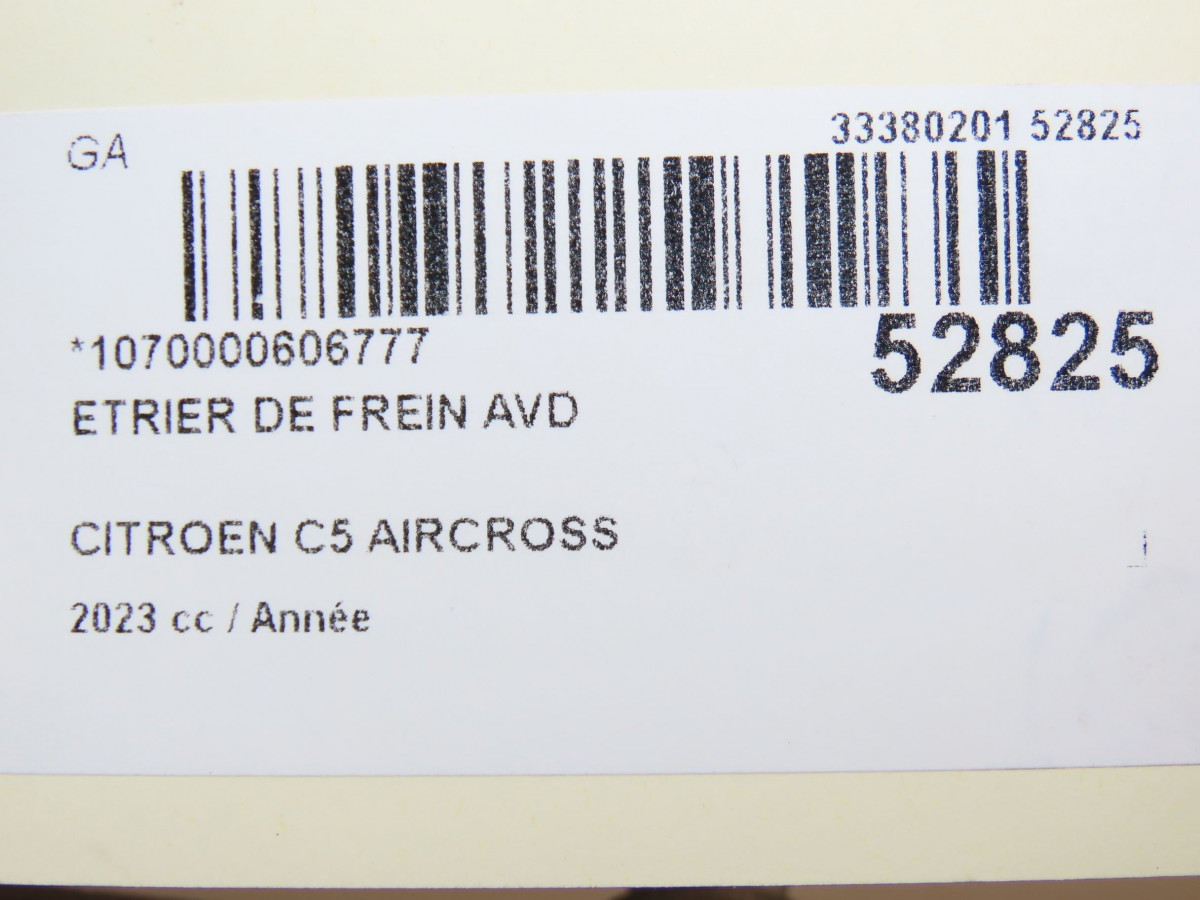 GA
33380201 52825
*1070000606777
52825
ETRIER DE FREIN AVD
CITROEN C5 AIRCROSS
2023 cc / Année